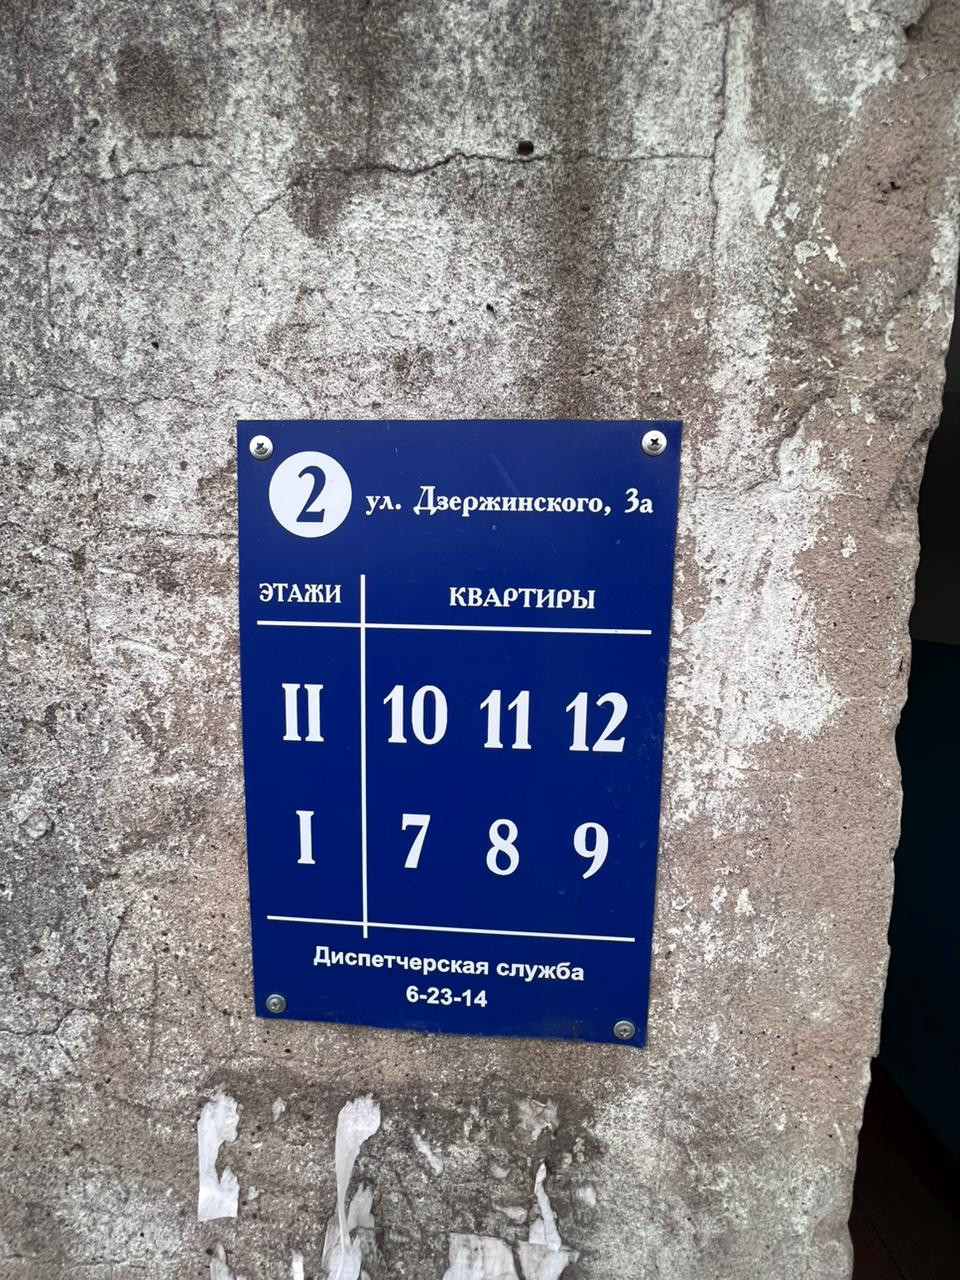 2 ул. Дзержинского, 3а
ЭТАЖИ КВАРТИРЫ
II 10 11 12
I 7 8 9
Диспетчерская служба
6-23-14